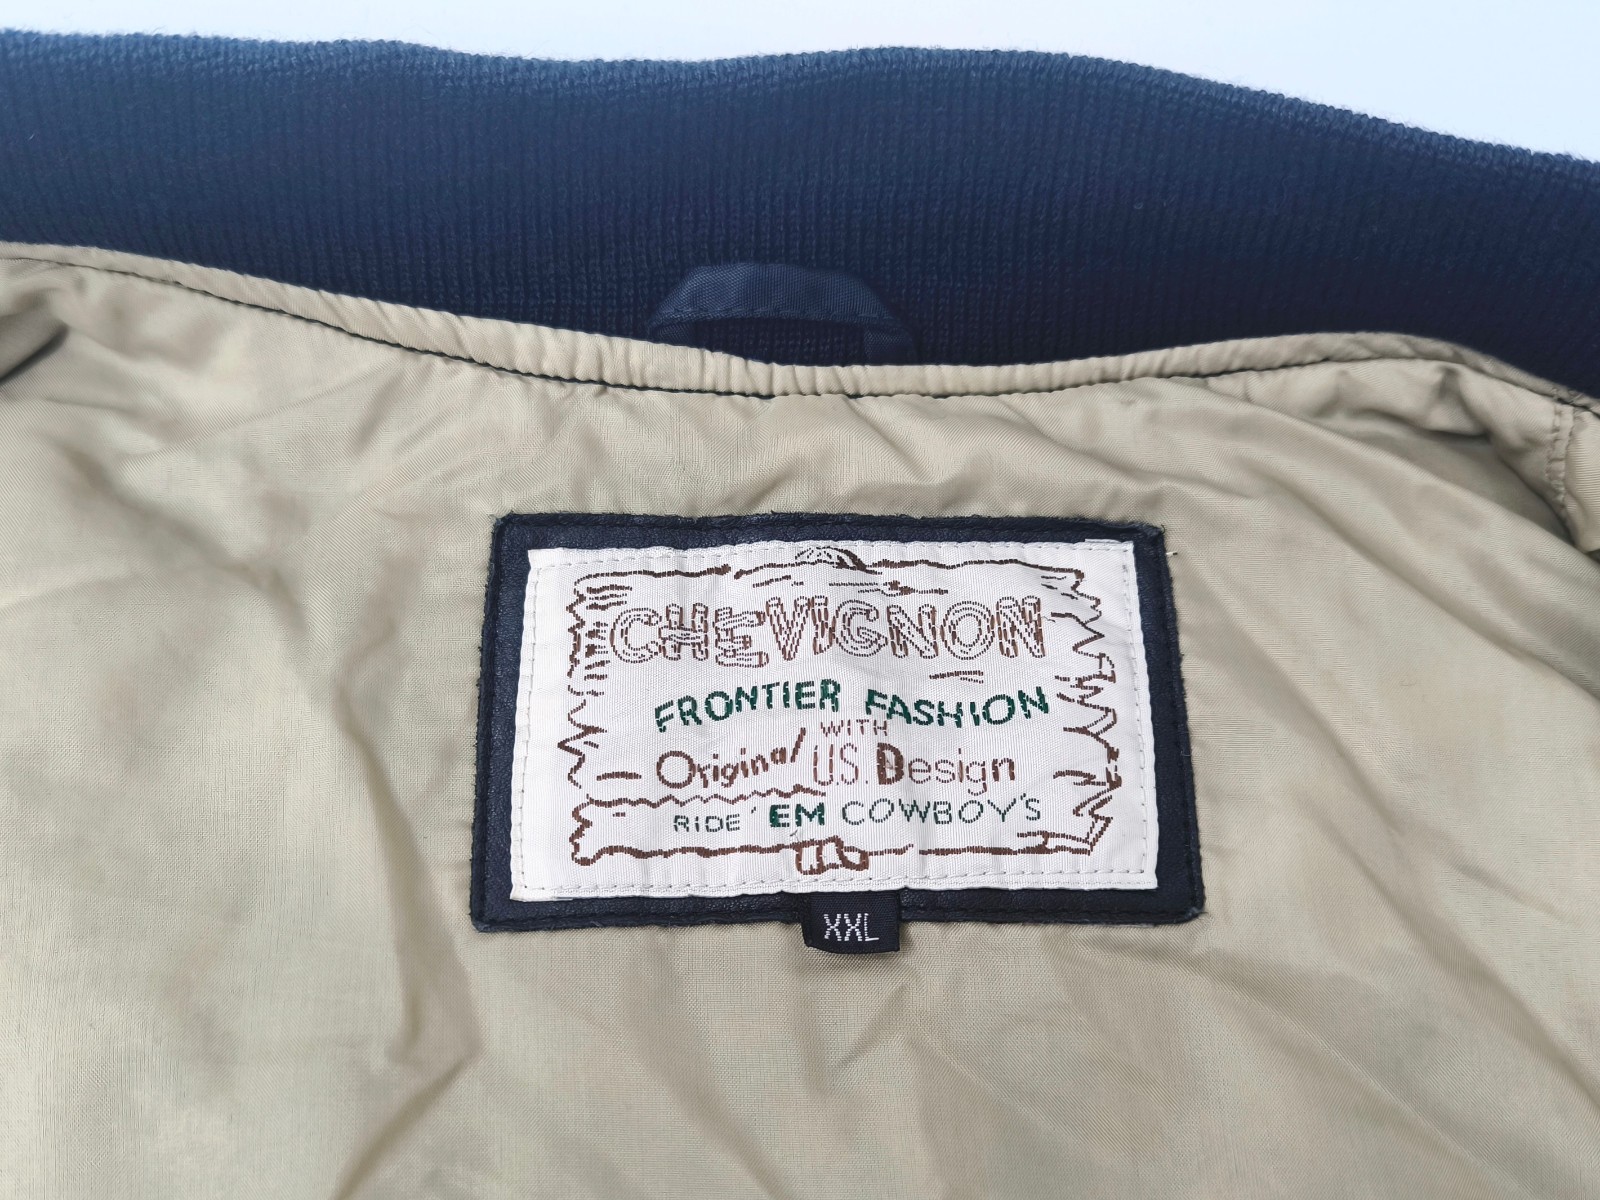 CHEVIGNON
FRONTIER FASHION
WITH
Original US Design
RIDE' EM COWBOY'S
XXL